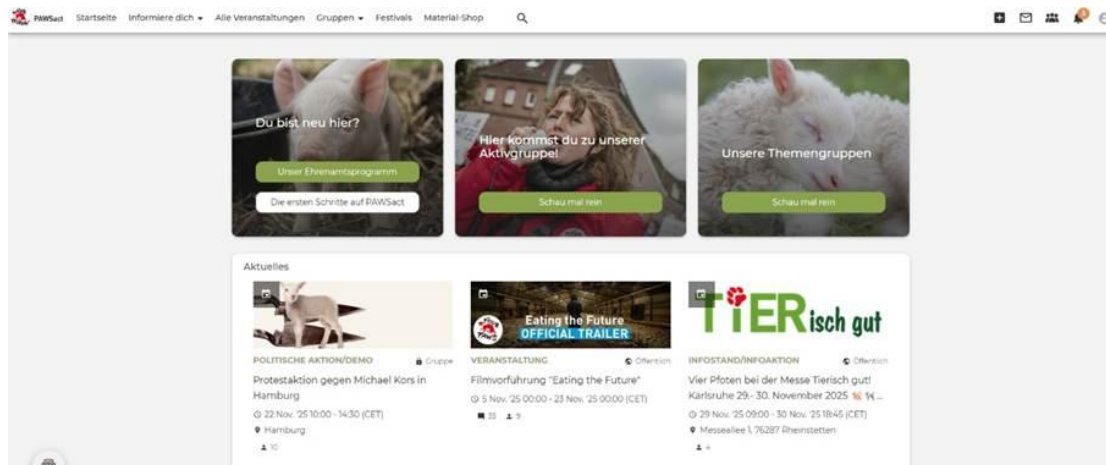 PAWSact Startseite Informiere dich Alle Veranstaltungen Gruppen Festivals Material-Shop
3
Du bist neu hier?
Unser Ehrenamtsprogramm
Die ersten Schritte auf PAWSact
Hier kommst du zu unserer
Aktivgruppe!
Schau mal rein
Unsere Themengruppen
Schau mal rein
Aktuelles
POLITISCHE AKTION/DEMO Gruppe
Protestaktion gegen Michael Kors in
Hamburg
22 Nov. '25 10:00 - 14:30 (CET)
Hamburg
10
Eating the Future
OFFICIAL TRAILER
VERANSTALTUNG Öffentlich
Filmvorführung "Eating the Future"
5 Nov. '25 00:00 - 23 Nov. '25 00:00 (CET)
33 9
TIERisch gut
INFOSTAND/INFOAKTION Öffentlich
Vier Pfoten bei der Messe Tierisch gut!
Karlsruhe 29.- 30. November 2025 ...
29 Nov. '25 09:00 - 30 Nov. '25 18:45 (CET)
Messeallee 1, 76287 Rheinstetten
4